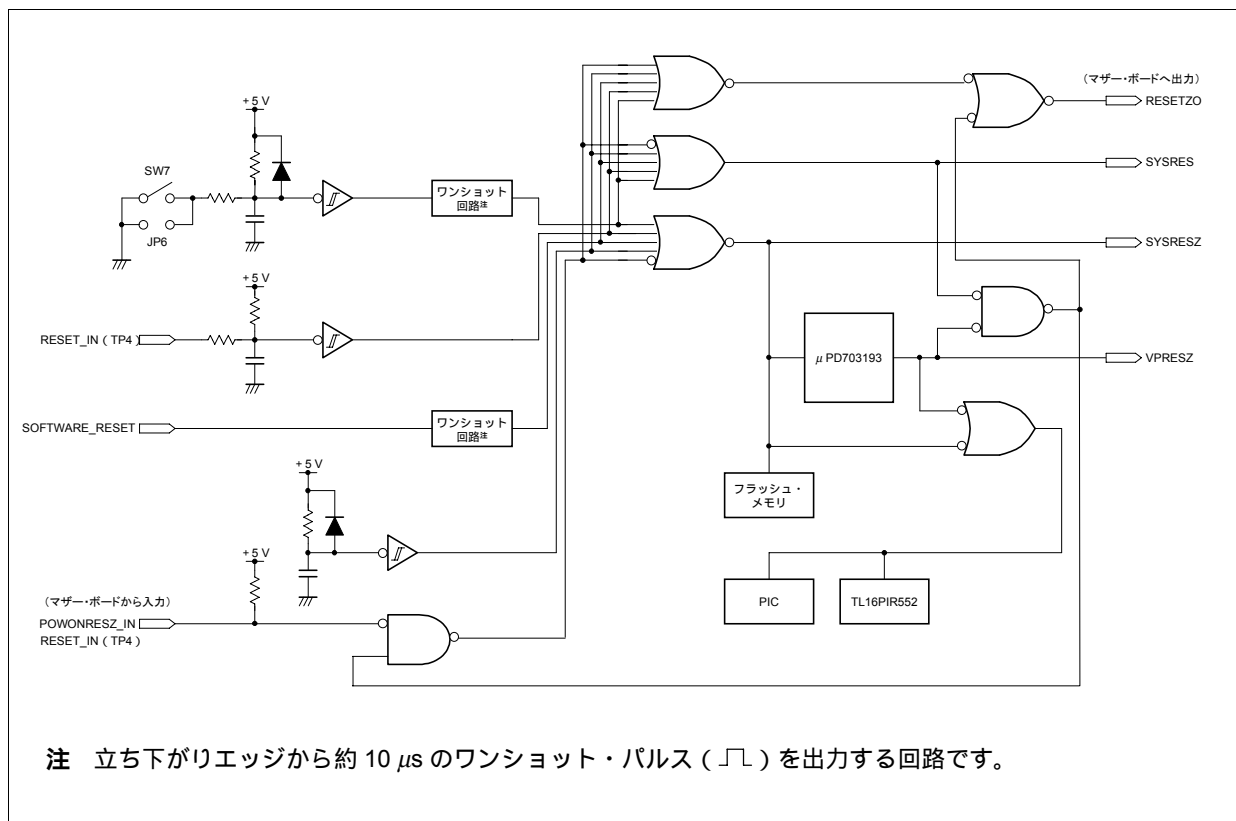 (マザー・ボードへ出力)
RESETZO
+5 V
SYSRES
SW7
ワンショット
回路注
JP6
SYSRESZ
+5 V
μPD703193
RESET_IN(TP4)
VPRESZ
SOFTWARE_RESET
ワンショット
回路注
+5 V
フラッシュ・
メモリ
+5 V
PIC
TL16PIR552
(マザー・ボードから入力)
POWONRESZ_IN
RESET_IN(TP4)
注 立ち下がりエッジから約 10 μs のワンショット・パルス( )を出力する回路です。